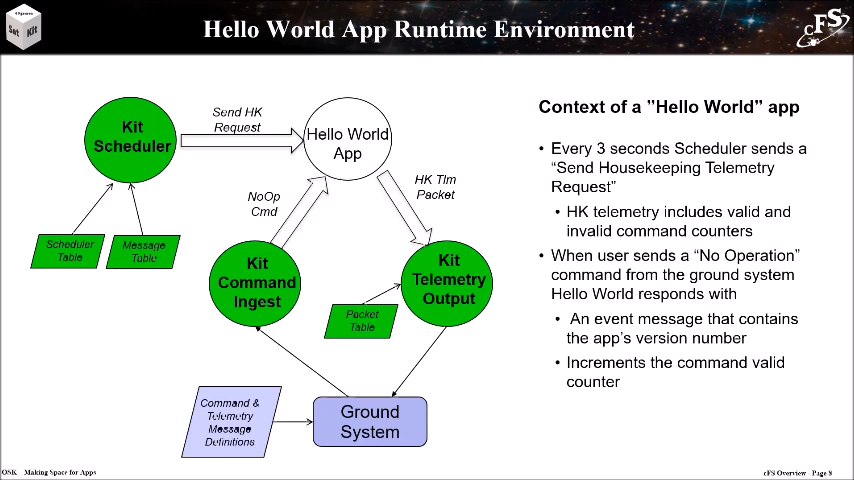 Hello World App Runtime Environment
Sat Kit
cFS
Send HK
Request
Kit
Scheduler
Hello World
App
NoOp
Cmd
HK Tlm
Packet
Scheduler
Table
Message
Table
Kit
Command
Ingest
Kit
Telemetry
Output
Packet
Table
Command &
Telemetry
Message
Definitions
Ground
System
Context of a ”Hello World” app
• Every 3 seconds Scheduler sends a
“Send Housekeeping Telemetry
Request”
• HK telemetry includes valid and
invalid command counters
• When user sends a “No Operation”
command from the ground system
Hello World responds with
• An event message that contains
the app’s version number
• Increments the command valid
counter
OSK - Making Space for Apps
cFS Overview - Page 8